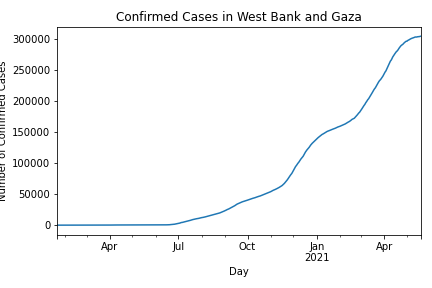 Confirmed Cases in West Bank and Gaza
300000
250000
200000
150000
100000
50000
0
Number of Confirmed Cases
Apr
Jul
Oct
Jan
2021
Apr
Day